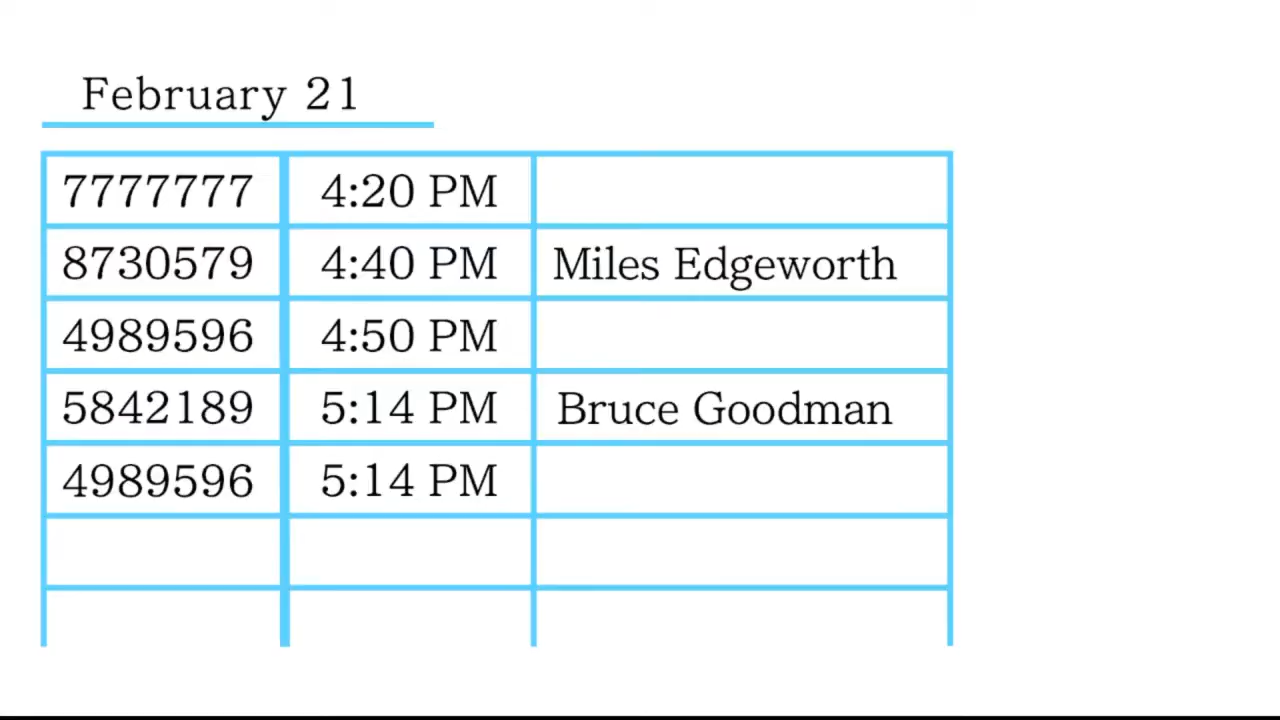 February 21
7777777 4:20 PM
8730579 4:40 PM Miles Edgeworth
4989596 4:50 PM
5842189 5:14 PM Bruce Goodman
4989596 5:14 PM